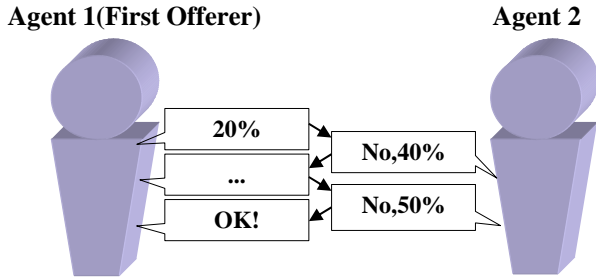 Agent 1(First Offerer)
Agent 2
20%
No,40%
...
No,50%
OK!